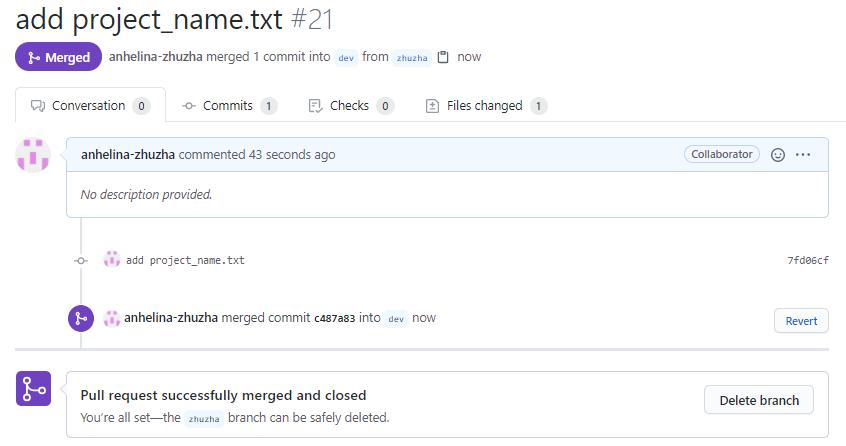 add project_name.txt #21
Merged anhelina-zhuzha merged 1 commit into dev from zhuzha now
Conversation 0 Commits 1 Checks 0 Files changed 1
anhelina-zhuzha commented 43 seconds ago Collaborator ...
No description provided.
add project_name.txt 7fd06cf
anhelina-zhuzha merged commit c487a83 into dev now Revert
Pull request successfully merged and closed
You're all set—the zhuzha branch can be safely deleted. Delete branch